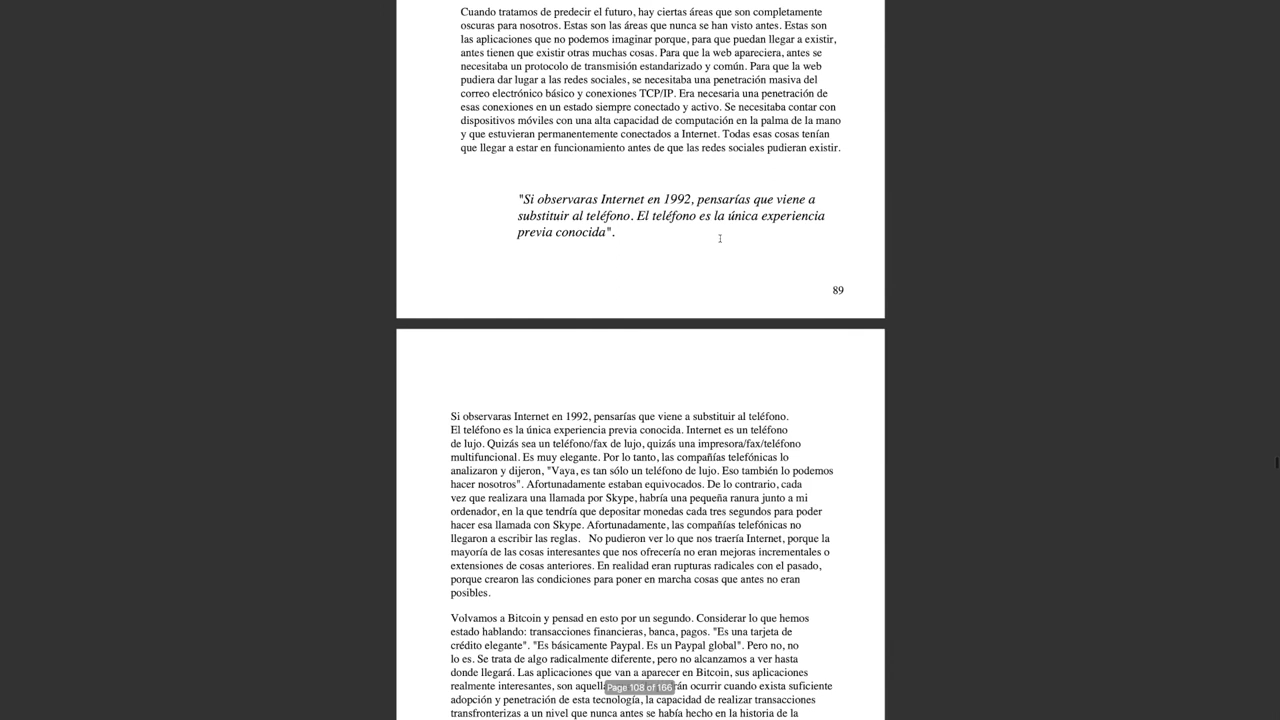 Cuando tratamos de predecir el futuro, hay ciertas áreas que son completamente
oscuras para nosotros. Estas son las áreas que nunca se han visto antes. Estas son
las aplicaciones que no podemos imaginar porque, para que puedan llegar a existir,
antes tienen que existir otras muchas cosas. Para que la web apareciera, antes se
necesitaba un protocolo de transmisión estandarizado y común. Para que la web
pudiera dar lugar a las redes sociales, se necesitaba una penetración masiva del
correo electrónico básico y conexiones TCP/IP. Era necesaria una penetración de
esas conexiones en un estado siempre conectado y activo. Se necesitaba contar con
dispositivos móviles con una alta capacidad de computación en la palma de la mano
y que estuvieran permanentemente conectados a Internet. Todas esas cosas tenían
que llegar a estar en funcionamiento antes de que las redes sociales pudieran existir.
"Si observaras Internet en 1992, pensarías que viene a
substituir al teléfono. El teléfono es la única experiencia
previa conocida".
89
Si observaras Internet en 1992, pensarías que viene a substituir al teléfono.
El teléfono es la única experiencia previa conocida. Internet es un teléfono
de lujo. Quizás sea un teléfono/fax de lujo, quizás una impresora/fax/teléfono
multifuncional. Es muy elegante. Por lo tanto, las compañías telefónicas lo
analizaron y dijeron, "Vaya, es tan sólo un teléfono de lujo. Eso también lo podemos
hacer nosotros". Afortunadamente estaban equivocados. De lo contrario, cada
vez que realizara una llamada por Skype, habría una pequeña ranura junto a mi
ordenador, en la que tendría que depositar monedas cada tres segundos para poder
hacer esa llamada con Skype. Afortunadamente, las compañías telefónicas no
llegaron a escribir las reglas. No pudieron ver lo que nos traería Internet, porque la
mayoría de las cosas interesantes que nos ofrecería no eran mejoras incrementales o
extensiones de cosas anteriores. En realidad eran rupturas radicales con el pasado,
porque crearon las condiciones para poner en marcha cosas que antes no eran
posibles.
Volvamos a Bitcoin y pensad en esto por un segundo. Considerar lo que hemos
estado hablando: transacciones financieras, banca, pagos. "Es una tarjeta de
crédito elegante". "Es básicamente Paypal. Es un Paypal global". Pero no, no
lo es. Se trata de algo radicalmente diferente, pero no alcanzamos a ver hasta
donde llegará. Las aplicaciones que van a aparecer en Bitcoin, sus aplicaciones
realmente interesantes, son Page 108 of 166 ocurrir cuando exista suficiente
adopción y penetración de esta tecnología, la capacidad de realizar transacciones
transfronterizas a un nivel que nunca antes se había hecho en la historia de la